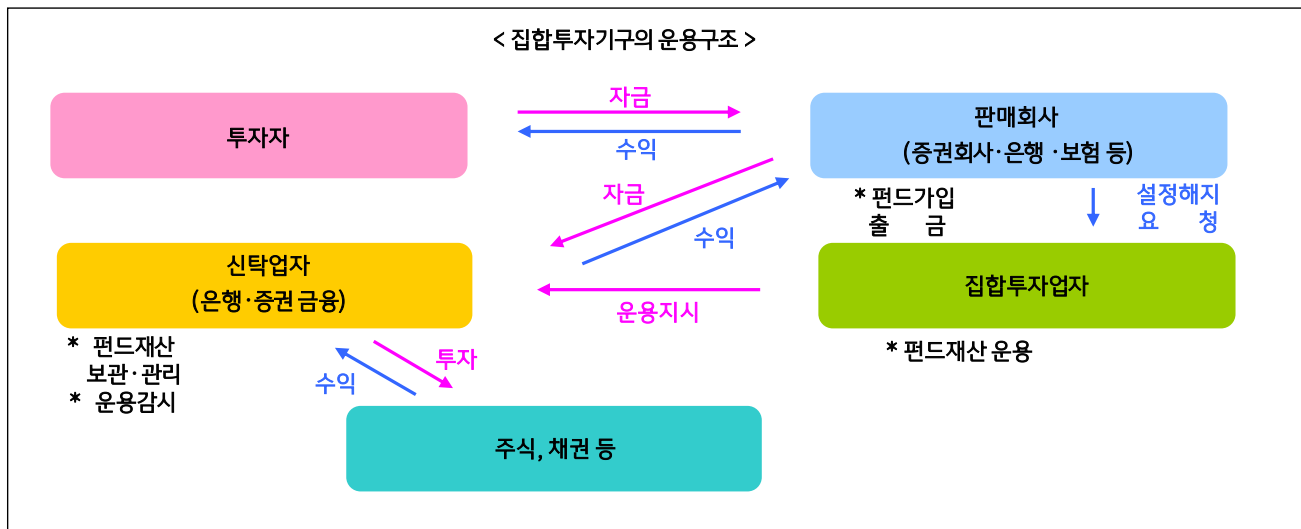 < 집합투자기구의 운용구조 >
자금
투자자
수익
판매회사
(증권회사·은행 ·보험 등)
자금
수익
* 펀드가입
출 금
설정해지
요 청
신탁업자
(은행·증권 금융)
운용지시
집합투자업자
* 펀드재산
보관·관리
* 운용감시
* 펀드재산 운용
투자
수익
주식, 채권 등